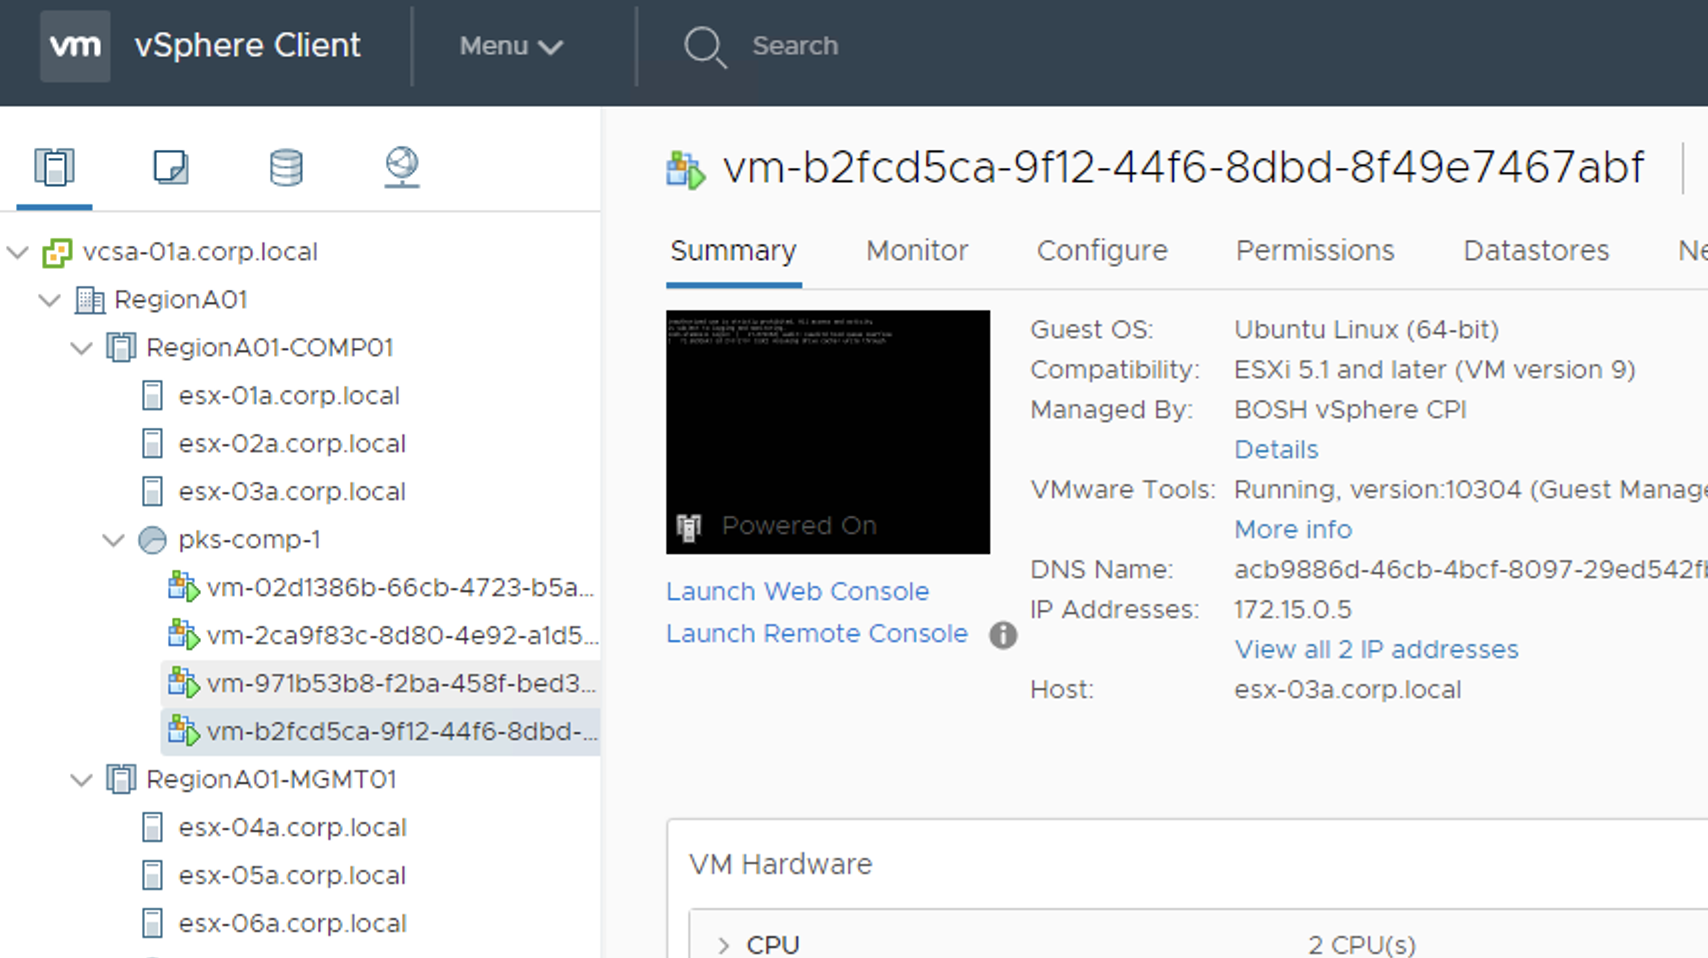 vm vSphere Client Menu Search
vm-b2fcd5ca-9f12-44f6-8dbd-8f49e7467abf
Summary Monitor Configure Permissions Datastores
vcsa-01a.corp.local
RegionA01
RegionA01-COMP01
esx-01a.corp.local
esx-02a.corp.local
esx-03a.corp.local
pks-comp-1
vm-02d1386b-66cb-4723-b5a...
vm-2ca9f83c-8d80-4e92-a1d5...
vm-971b53b8-f2ba-458f-bed3...
vm-b2fcd5ca-9f12-44f6-8dbd-...
RegionA01-MGMT01
esx-04a.corp.local
esx-05a.corp.local
esx-06a.corp.local
Powered On
Launch Web Console
Launch Remote Console
Guest OS: Ubuntu Linux (64-bit)
Compatibility: ESXi 5.1 and later (VM version 9)
Managed By: BOSH vSphere CPI
Details
VMware Tools: Running, version:10304 (Guest Manage
More info
DNS Name: acb9886d-46cb-4bcf-8097-29ed542f
IP Addresses: 172.15.0.5
View all 2 IP addresses
Host: esx-03a.corp.local
VM Hardware
CPU 2 CPU(s)